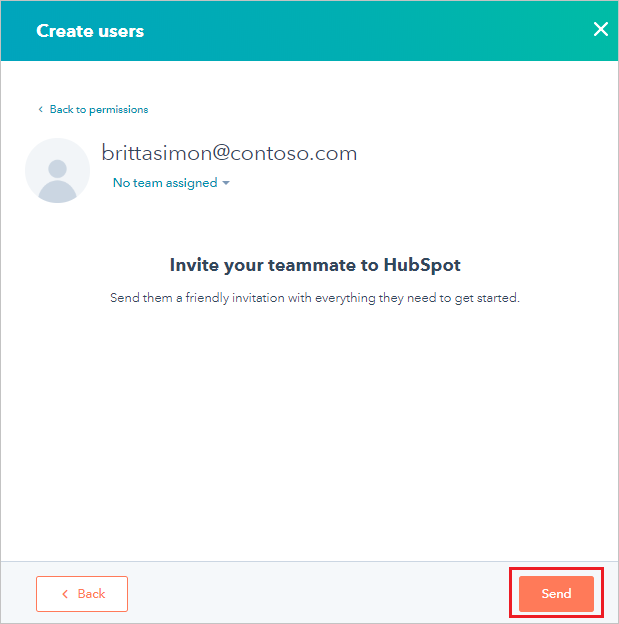 Create users
Back to permissions
brittasimon@contoso.com
No team assigned
Invite your teammate to HubSpot
Send them a friendly invitation with everything they need to get started.
Back
Send